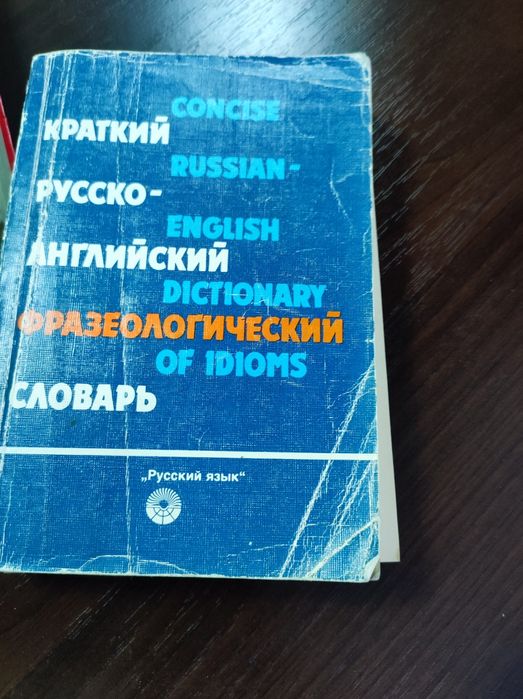 CONCISE
КРАТКИЙ
RUSSIAN-
РУССКО-
ENGLISH
АНГЛИЙСКИЙ
DICTIONARY
ФРАЗЕОЛОГИЧЕСКИЙ
OF IDIOMS
СЛОВАРЬ
„Русский язык"